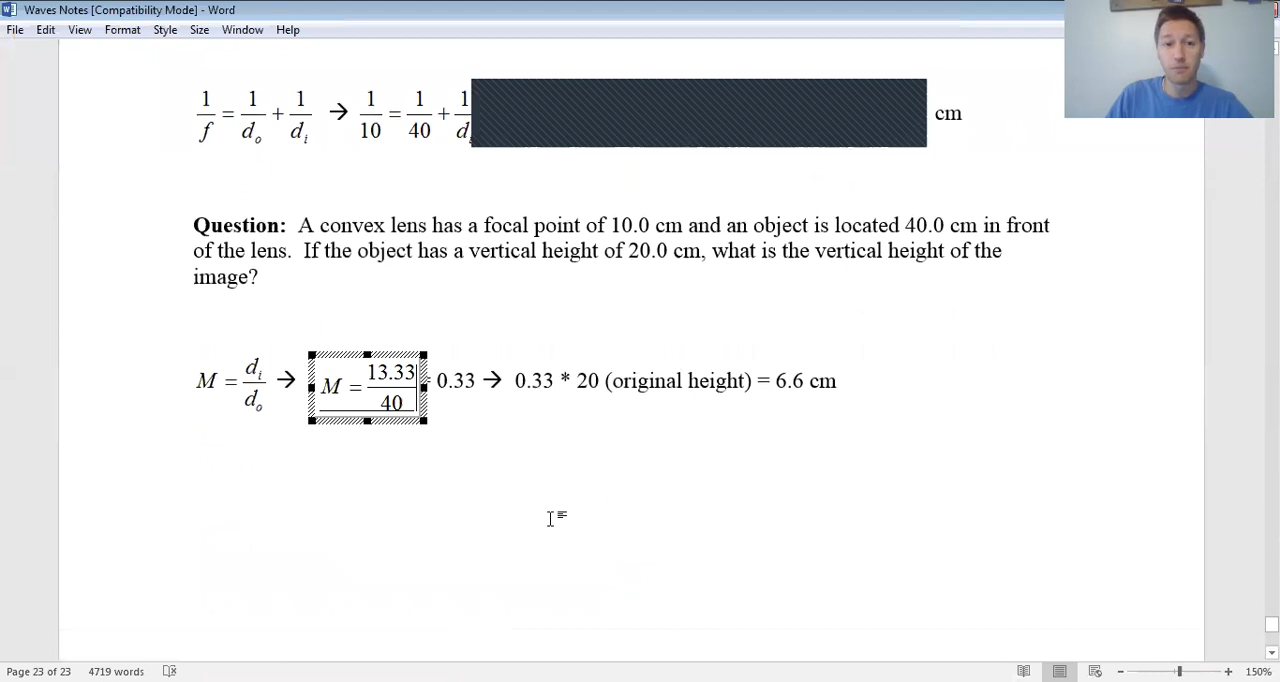 Waves Notes [Compatibility Mode] - Word
File Edit View Format Style Size Window Help
1/f = 1/d_o + 1/d_i → 1/10 = 1/40 + 1/d cm
Question: A convex lens has a focal point of 10.0 cm and an object is located 40.0 cm in front
of the lens. If the object has a vertical height of 20.0 cm, what is the vertical height of the
image?
M = d_i/d_o → M = 13.33/40 = 0.33 → 0.33 * 20 (original height) = 6.6 cm
Page 23 of 23 4719 words 150%